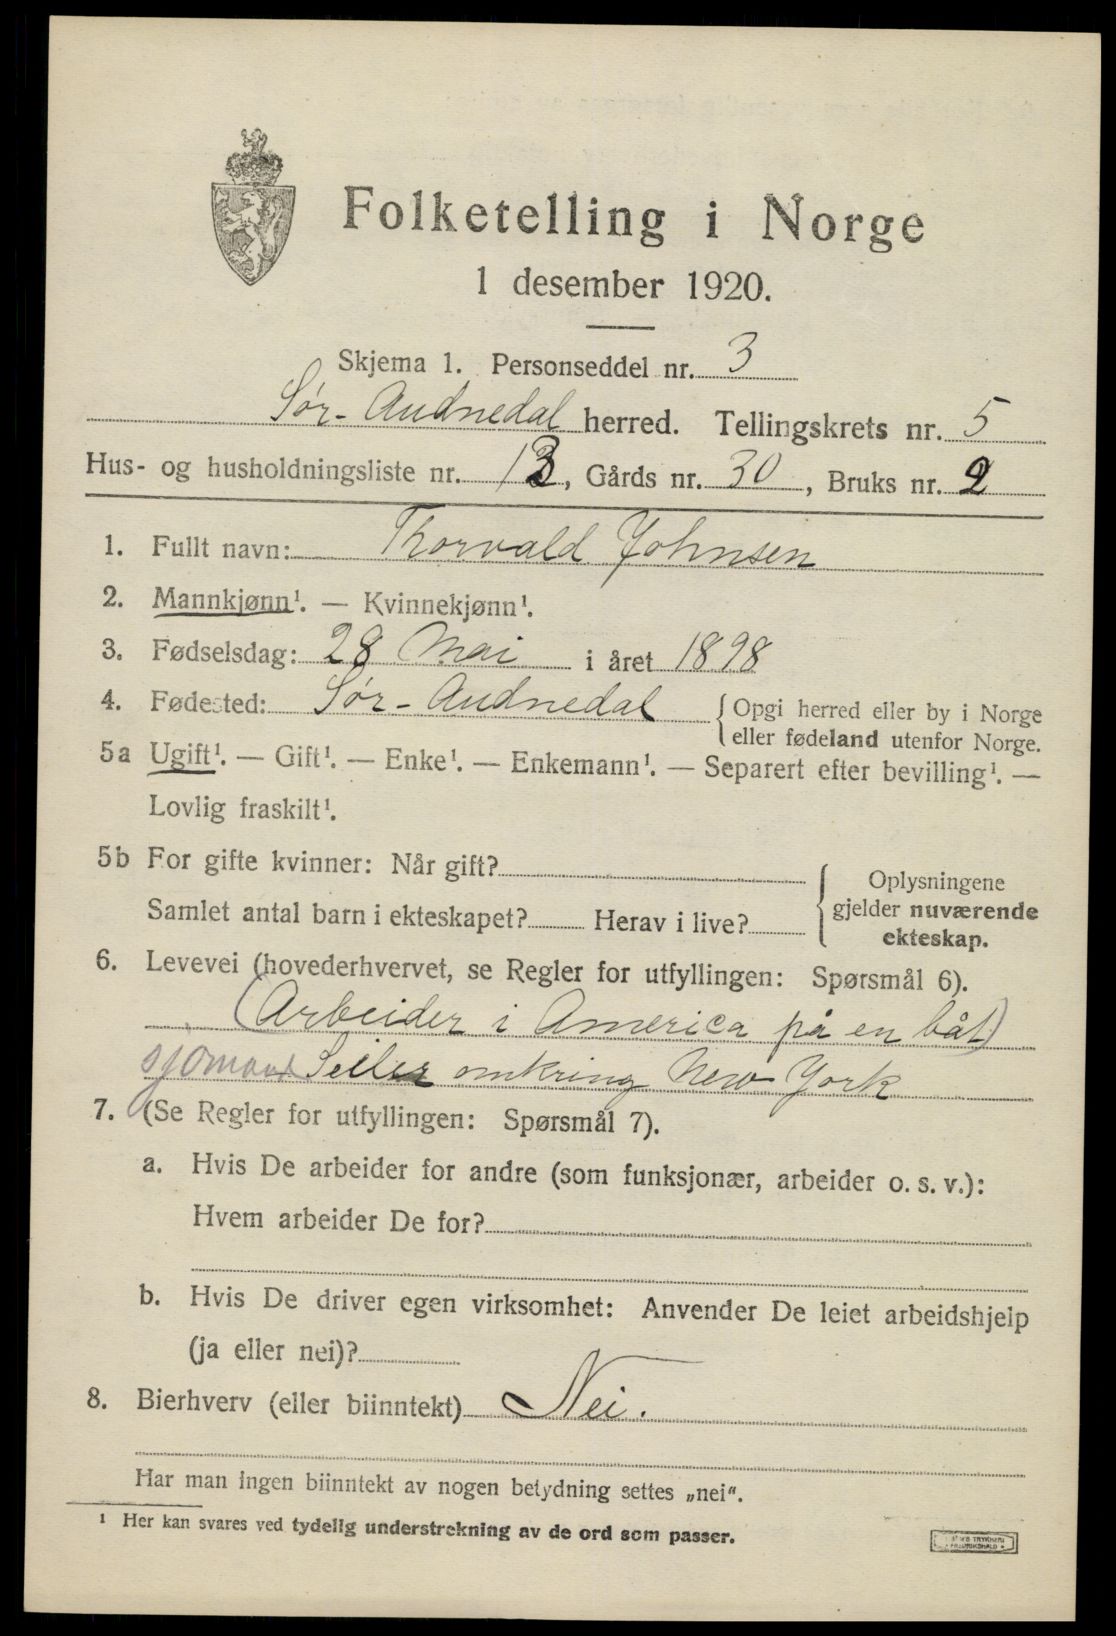 Folketelling i Norge
1 desember 1920.
Skjema 1. Personseddel nr. 3
Sør-Audnedal herred. Tellingskrets nr. 5
Hus- og husholdningsliste nr. 13, Gårds nr. 30, Bruks nr. 2
1. Fullt navn: Thorvald Johnsen
2. Mannkjønn¹. — Kvinnekjønn¹.
3. Fødselsdag: 28 Mai i året 1898
4. Fødested: Sør-Audnedal {Opgi herred eller by i Norge
eller fødeland utenfor Norge.
5a Ugift¹. — Gift¹. — Enke¹. — Enkemann¹. — Separert efter bevilling¹. —
Lovlig fraskilt¹.
5b For gifte kvinner: Når gift?
Samlet antal barn i ekteskapet? Herav i live?
{Oplysningene
gjelder nuværende
ekteskap.
6. Levevei (hovederhvervet, se Regler for utfyllingen: Spørsmål 6).
(Arbeider i America på en båt)
sjømand Seiler omkring New York
7. (Se Regler for utfyllingen: Spørsmål 7).
a. Hvis De arbeider for andre (som funksjonær, arbeider o. s. v.):
Hvem arbeider De for?
b. Hvis De driver egen virksomhet: Anvender De leiet arbeidshjelp
(ja eller nei)?
8. Bierhverv (eller biinntekt) Nei.
Har man ingen biinntekt av nogen betydning settes „nei".
¹ Her kan svares ved tydelig understrekning av de ord som passer.